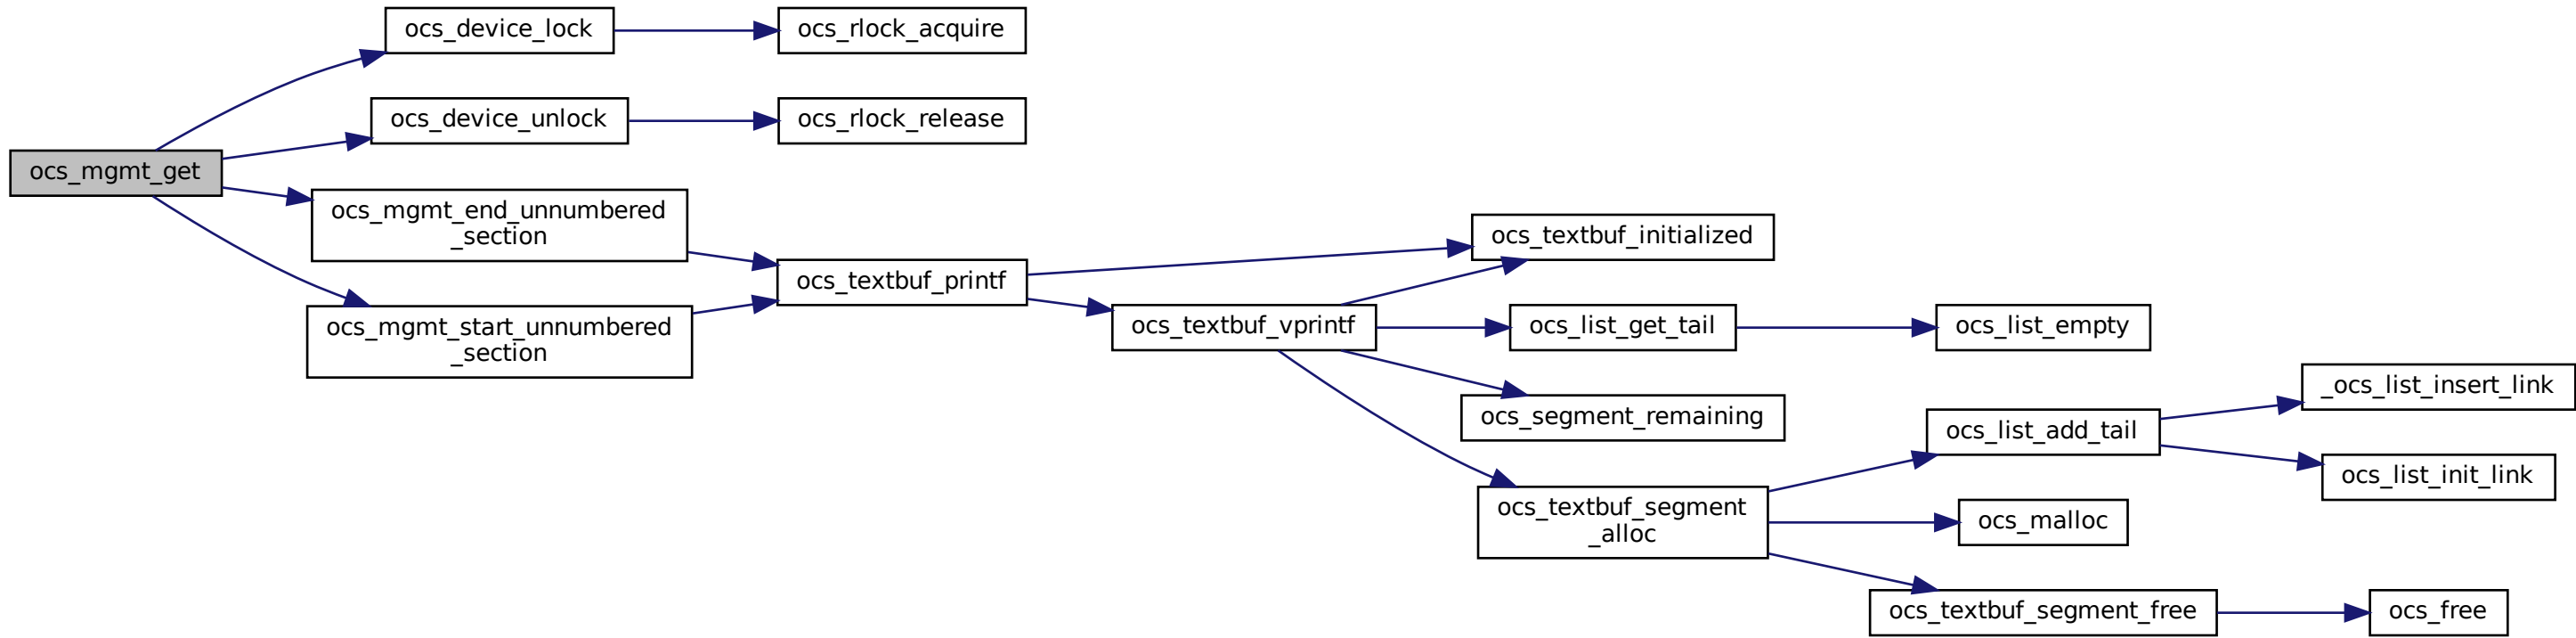 ocs_mgmt_get
ocs_device_lock
ocs_rlock_acquire
ocs_device_unlock
ocs_rlock_release
ocs_mgmt_end_unnumbered
_section
ocs_mgmt_start_unnumbered
_section
ocs_textbuf_printf
ocs_textbuf_initialized
ocs_textbuf_vprintf
ocs_list_get_tail
ocs_list_empty
ocs_segment_remaining
ocs_textbuf_segment
_alloc
ocs_list_add_tail
_ocs_list_insert_link
ocs_list_init_link
ocs_malloc
ocs_textbuf_segment_free
ocs_free